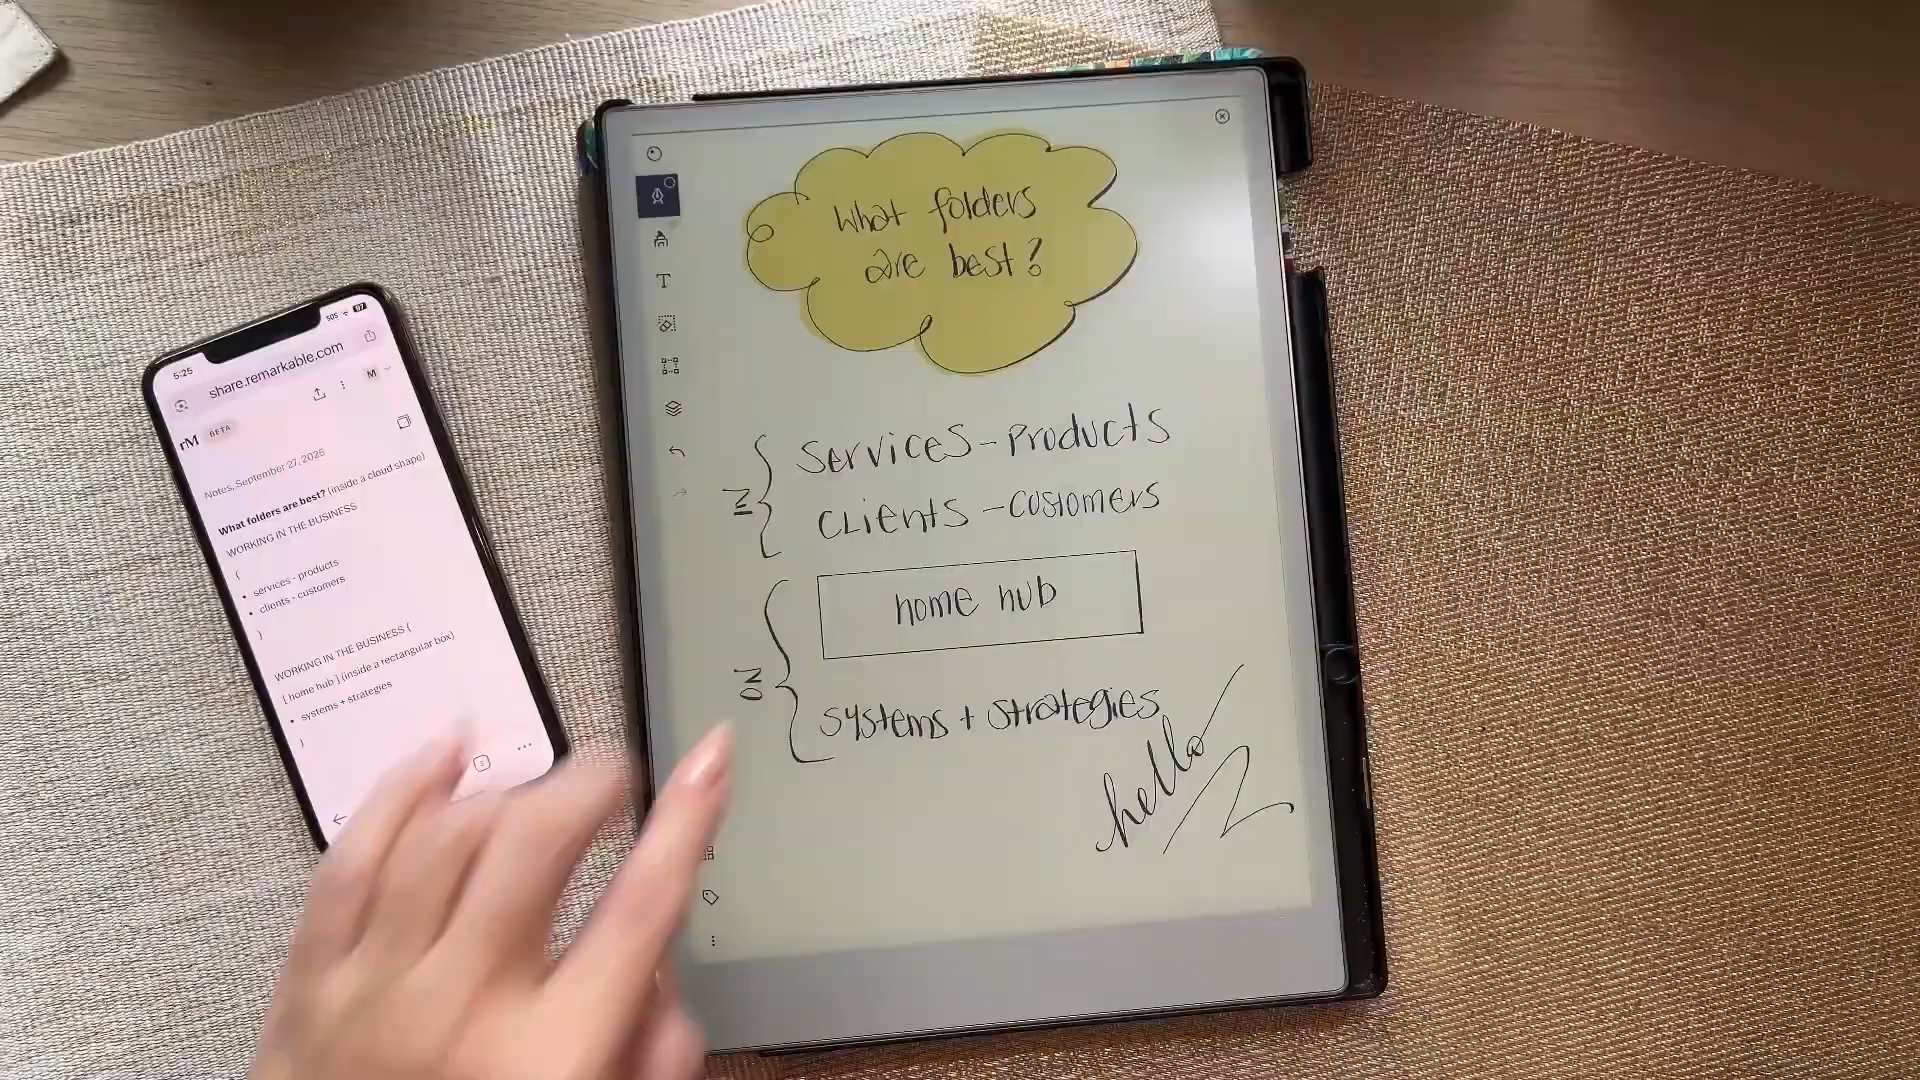 5:25
SOS
97
share.remarkable.com
rM BETA
M
Notes, September 27, 2025
What folders are best? (inside a cloud shape)
WORKING IN THE BUSINESS
{
• services - products
• clients - customers
}
WORKING IN THE BUSINESS {
[ home hub ] (inside a rectangular box)
• systems + strategies
}
T
What folders
are best?
IN
services - products
clients - customers
ON
home hub
systems + strategies
hello